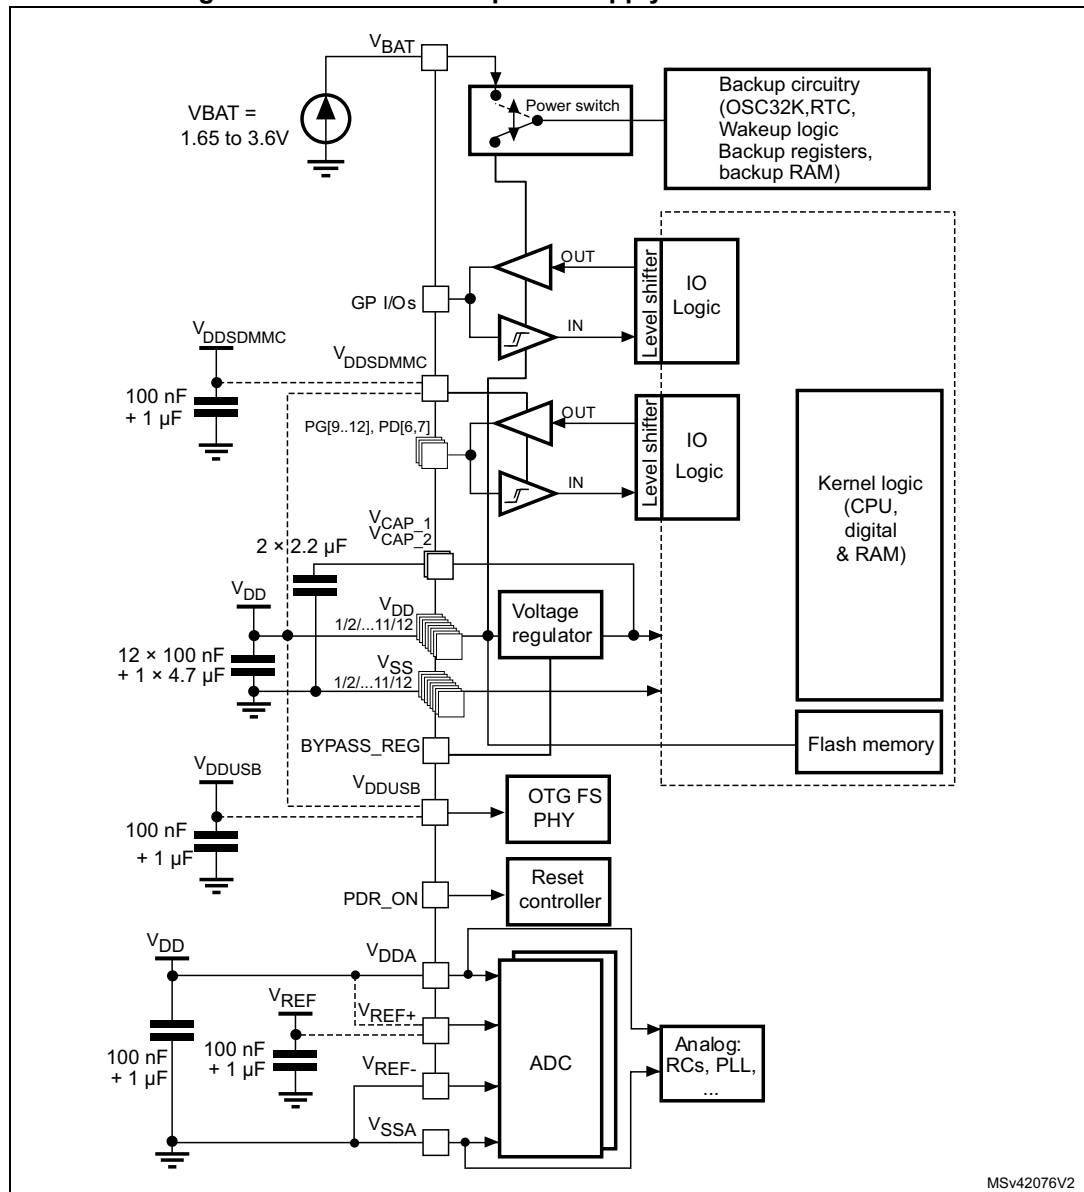 VBAT
VBAT =
1.65 to 3.6V
Power switch
Backup circuitry
(OSC32K,RTC,
Wakeup logic
Backup registers,
backup RAM)
OUT
Level shifter
IO
Logic
GP I/Os
IN
VDDSDMMC
VDDSDMMC
100 nF
+ 1 µF
OUT
Level shifter
IO
Logic
PG[9..12], PD[6,7]
IN
Kernel logic
(CPU,
digital
& RAM)
VCAP_1
VCAP_2
2 × 2.2 µF
VDD
VDD
1/2/...11/12
Voltage
regulator
12 × 100 nF
+ 1 × 4.7 µF
VSS
1/2/...11/12
BYPASS_REG
Flash memory
VDDUSB
VDDUSB
OTG FS
PHY
100 nF
+ 1 µF
PDR_ON
Reset
controller
VDD
VDDA
VREF
VREF+
100 nF
+ 1 µF
100 nF
+ 1 µF
VREF-
ADC
Analog:
RCs, PLL,
...
VSSA
MSv42076V2